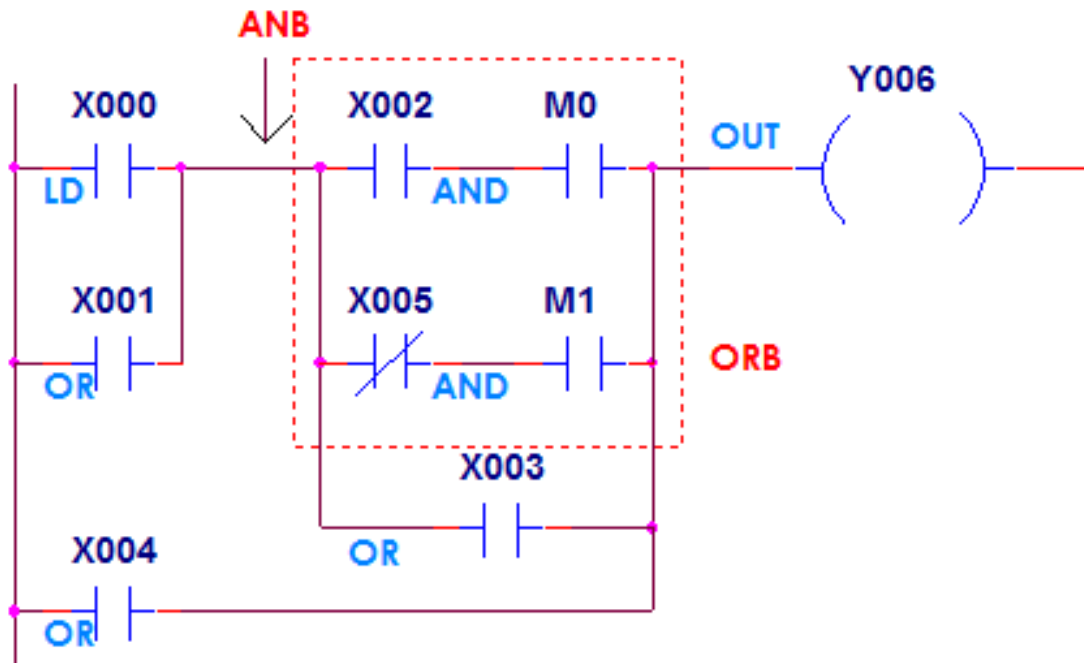 ANB
X000 X002 M0 Y006
LD AND OUT
X001 X005 M1
OR AND ORB
X003
OR
X004
OR